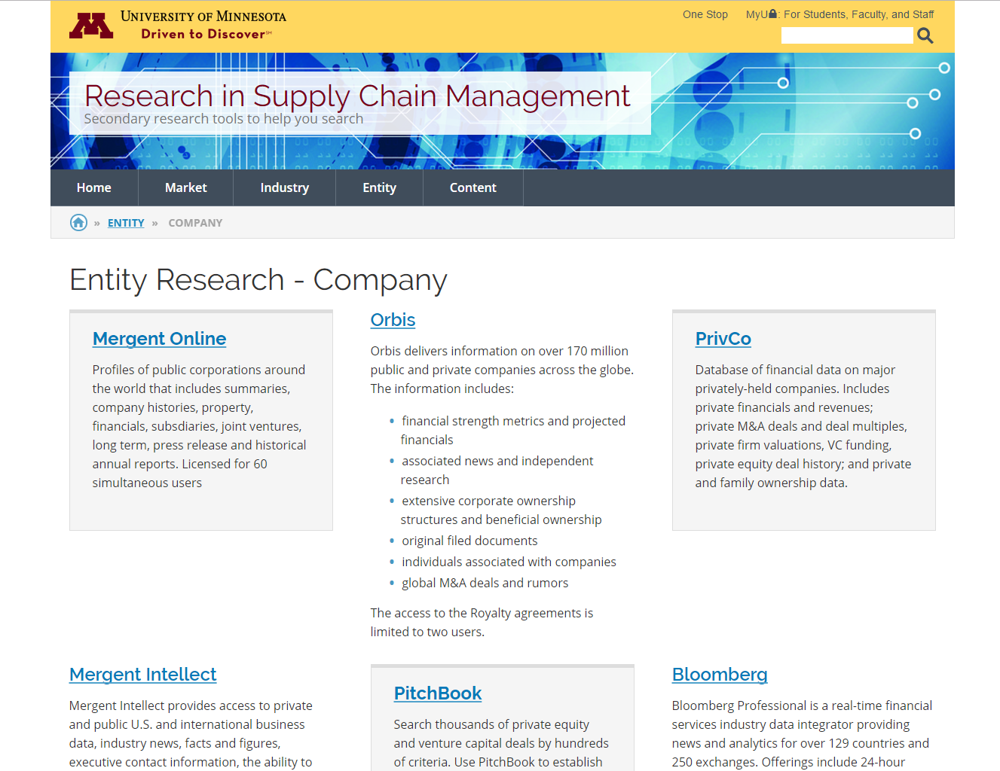 UNIVERSITY OF MINNESOTA
Driven to Discover℠
One Stop
MyU: For Students, Faculty, and Staff
Research in Supply Chain Management
Secondary research tools to help you search
Home
Market
Industry
Entity
Content
» ENTITY » COMPANY
Entity Research - Company
Mergent Online
Profiles of public corporations around
the world that includes summaries,
company histories, property,
financials, subsdiaries, joint ventures,
long term, press release and historical
annual reports. Licensed for 60
simultaneous users
Orbis
Orbis delivers information on over 170 million
public and private companies across the globe.
The information includes:
• financial strength metrics and projected
financials
• associated news and independent
research
• extensive corporate ownership
structures and beneficial ownership
• original filed documents
• individuals associated with companies
• global M&A deals and rumors
The access to the Royalty agreements is
limited to two users.
PrivCo
Database of financial data on major
privately-held companies. Includes
private financials and revenues;
private M&A deals and deal multiples,
private firm valuations, VC funding,
private equity deal history; and private
and family ownership data.
Mergent Intellect
Mergent Intellect provides access to private
and public U.S. and international business
data, industry news, facts and figures,
executive contact information, the ability to
PitchBook
Search thousands of private equity
and venture capital deals by hundreds
of criteria. Use PitchBook to establish
Bloomberg
Bloomberg Professional is a real-time financial
services industry data integrator providing
news and analytics for over 129 countries and
250 exchanges. Offerings include 24-hour